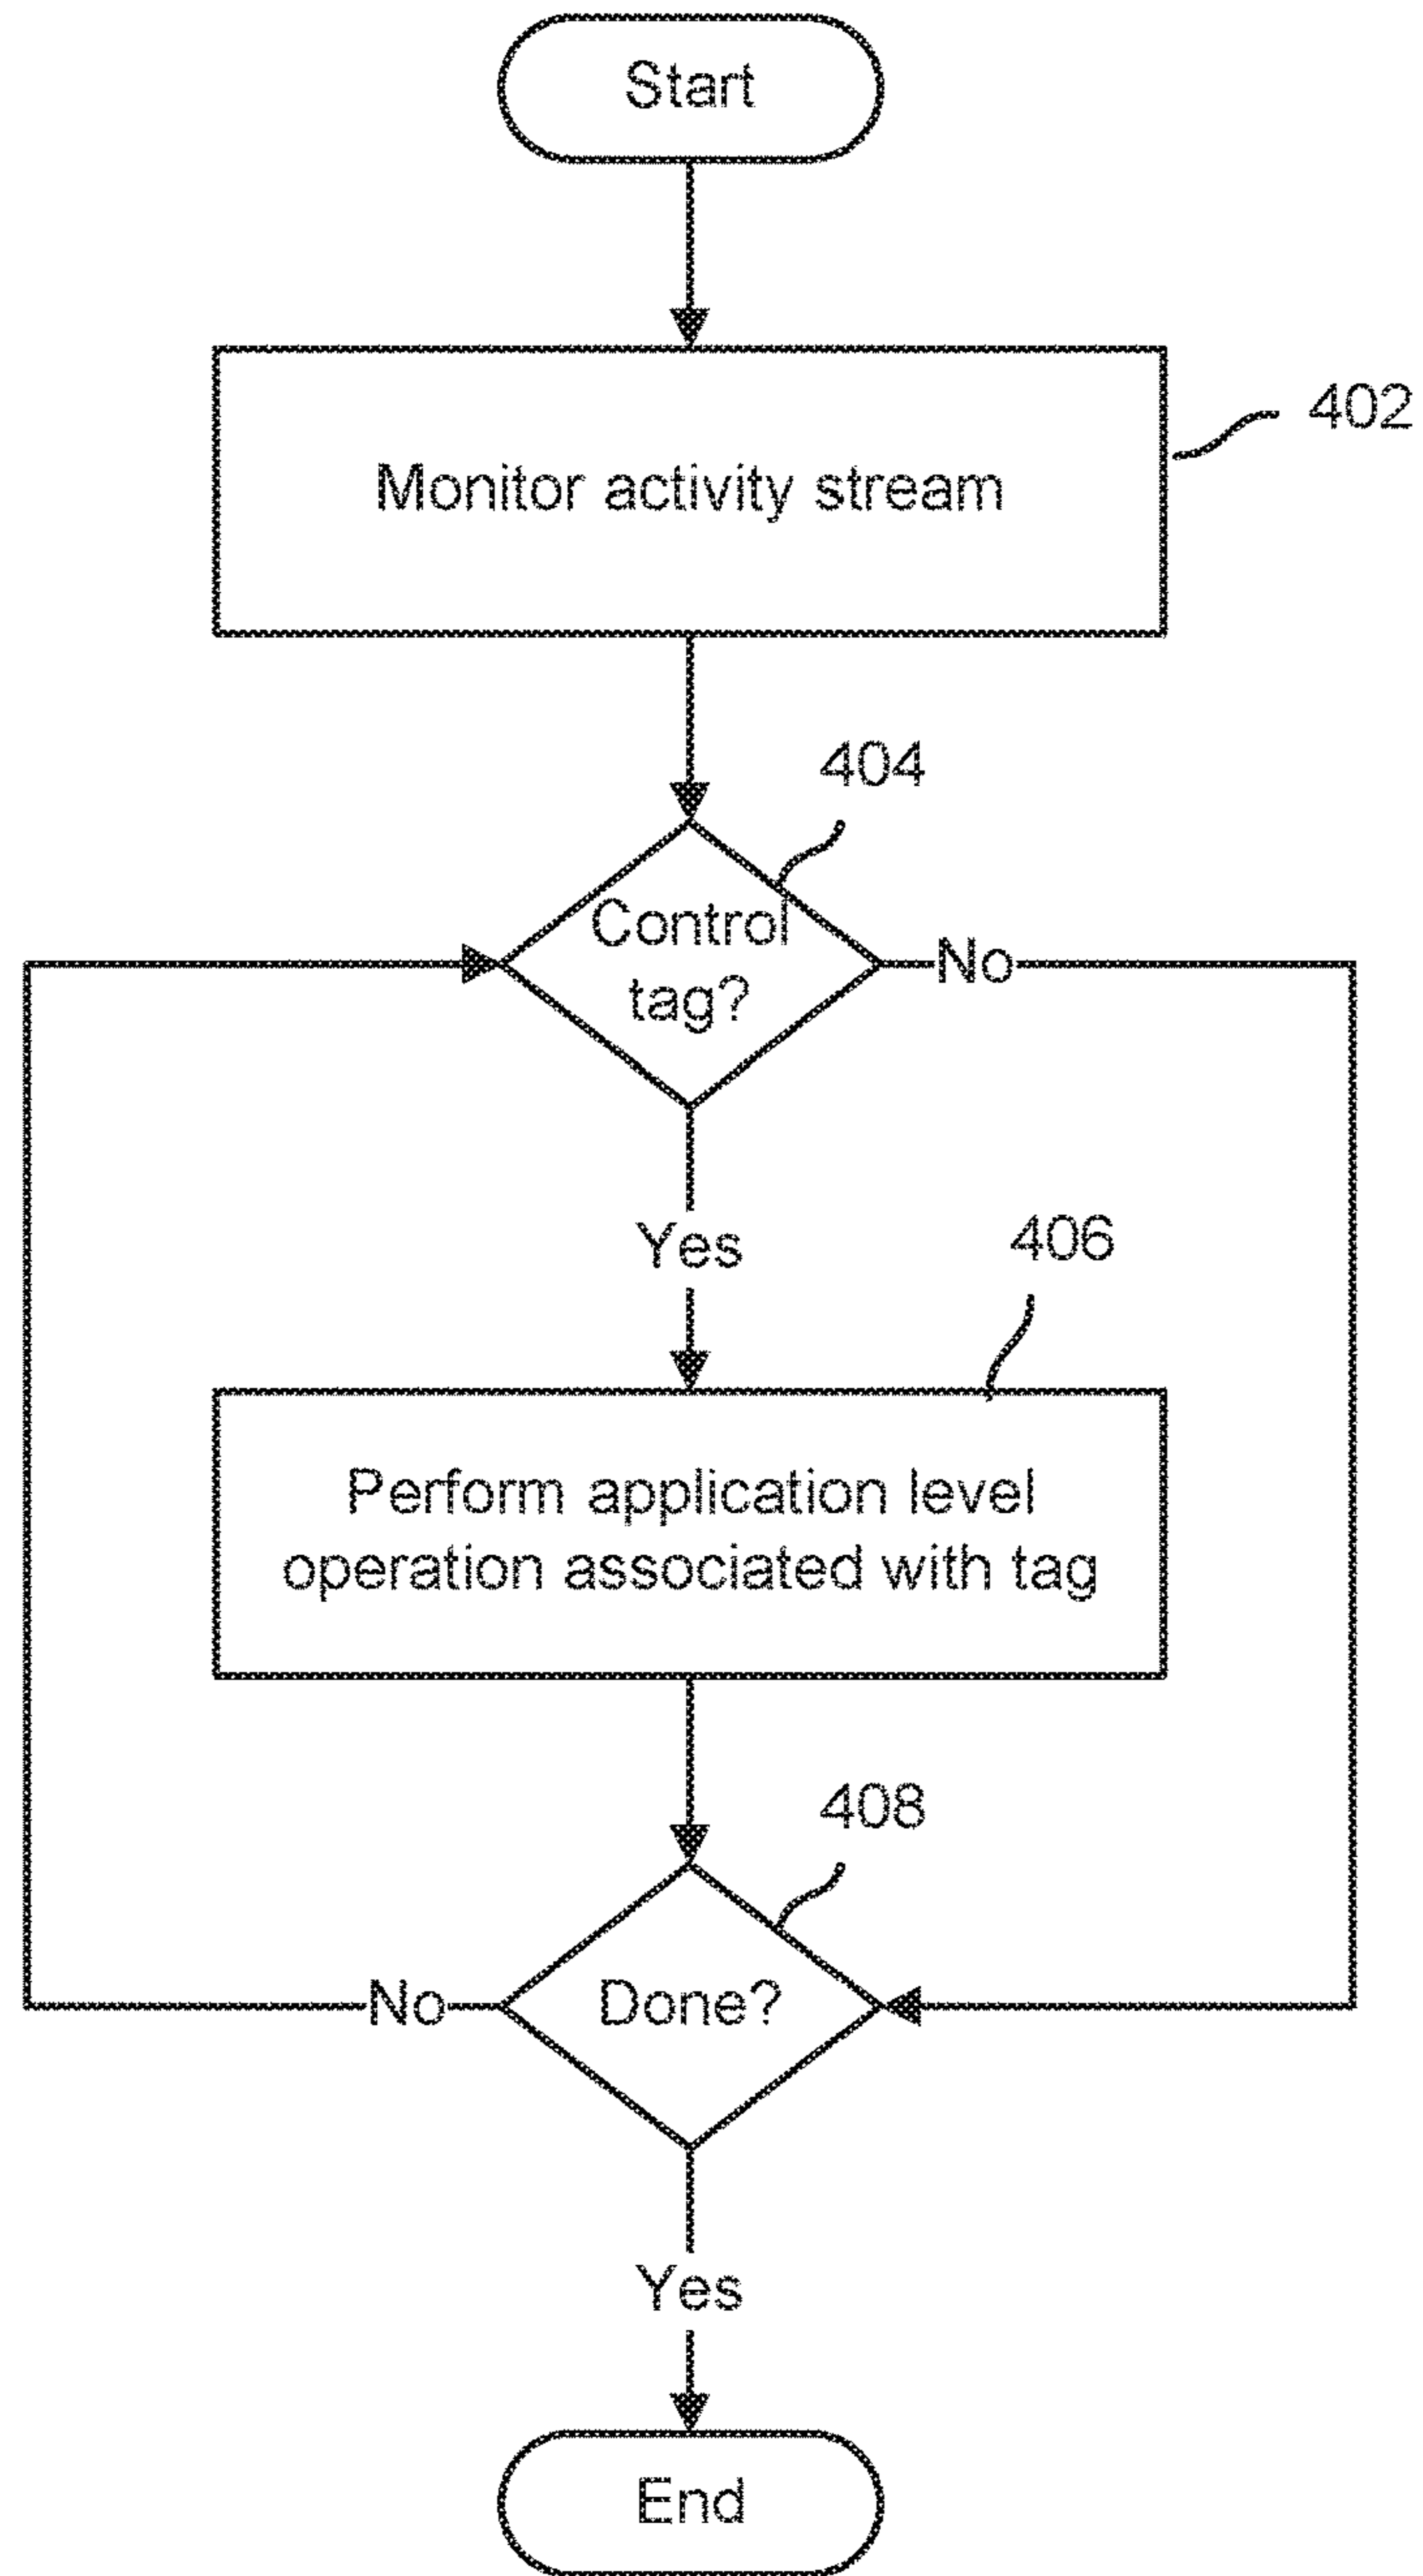 Start
Monitor activity stream
402
404
Control
tag?
No
Yes
406
Perform application level
operation associated with tag
408
No
Done?
Yes
End